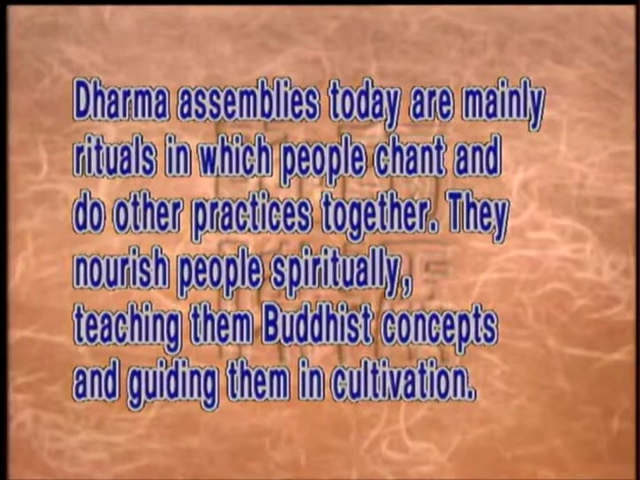 Dharma assemblies today are mainly
rituals in which people chant and
do other practices together. They
nourish people spiritually,
teaching them Buddhist concepts
and guiding them in cultivation.